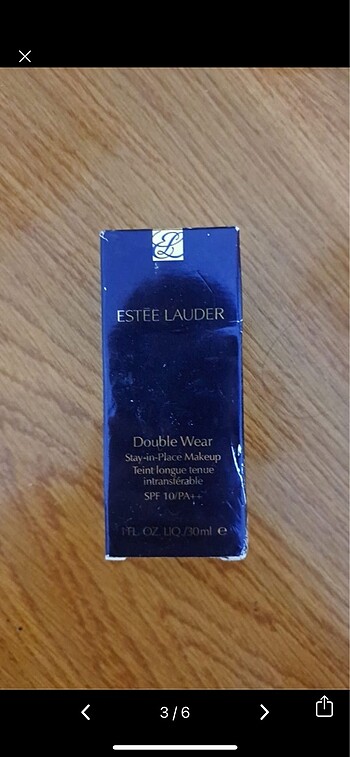 ESTĒE LAUDER
Double Wear
Stay-in-Place Makeup
Teint longue tenue
intransférable
SPF 10/PA++
1 FL. OZ. LIQ./30ml e
3/6